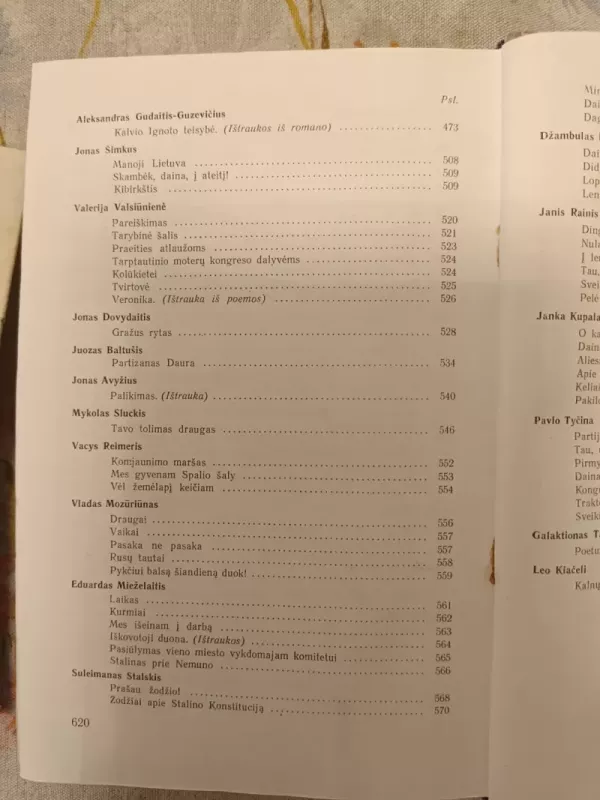 Psl.
Aleksandras Gudaitis-Guzevičius
Kalvio Ignoto teisybė. (Ištraukos iš romano) 473
Jonas Šimkus
Manoji Lietuva 508
Skambėk, daina, į ateitį! 509
Kibirkštis 509
Valerija Valsiūnienė
Pareiškimas 520
Tarybinė šalis 521
Praeities atlaužoms 523
Tarptautinio moterų kongreso dalyvėms 524
Kolūkietei 524
Tvirtovė 525
Veronika. (Ištrauka iš poemos) 526
Jonas Dovydaitis
Gražus rytas 528
Juozas Baltušis
Partizanas Daura 534
Jonas Avyžius
Palikimas. (Ištrauka) 540
Mykolas Sluckis
Tavo tolimas draugas 546
Vacys Reimeris
Komjaunimo maršas 552
Mes gyvenam Spalio šaly 553
Vėl žemėlapį keičiam 554
Vladas Mozūriūnas
Draugai 556
Vaikai 557
Pasaka ne pasaka 557
Rusų tautai 558
Pykčiui balsą šiandieną duok! 559
Eduardas Mieželaitis
Laikas 561
Kurmiai 562
Mes išeinam į darbą 563
Iškovotoji duona. (Ištraukos) 564
Pasiūlymas vieno miesto vykdomajam komitetui 565
Stalinas prie Nemuno 566
Suleimanas Stalskis
Prašau žodžio! 568
Žodžiai apie Stalino Konstituciją 570
620
Džambulas
Janis Rainis
Į
Tau,
Pelė
Janka Kupala
O
Apie
Pavlo Tyčina
Tau,
Galaktionas
Leo Kiačeli